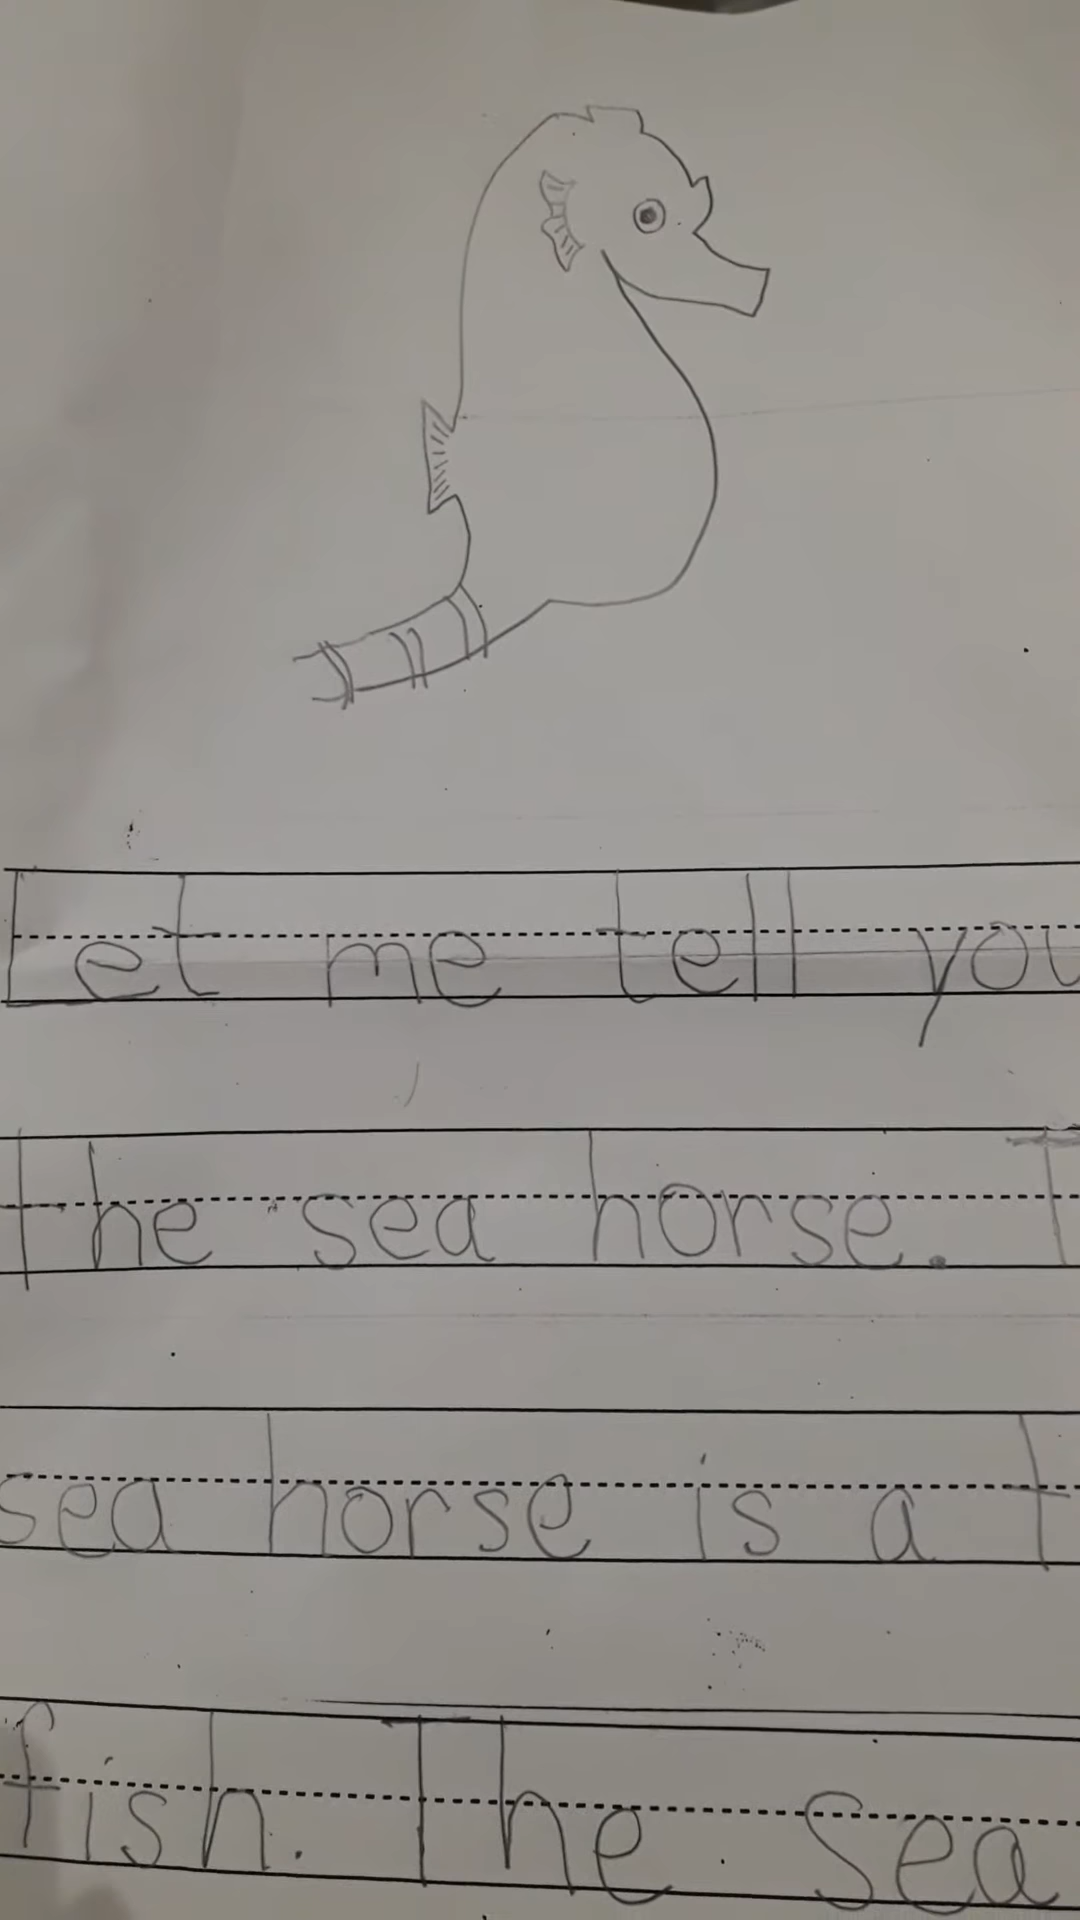 Let me tell you
the sea horse. T
sea horse is a t
fish. The sea